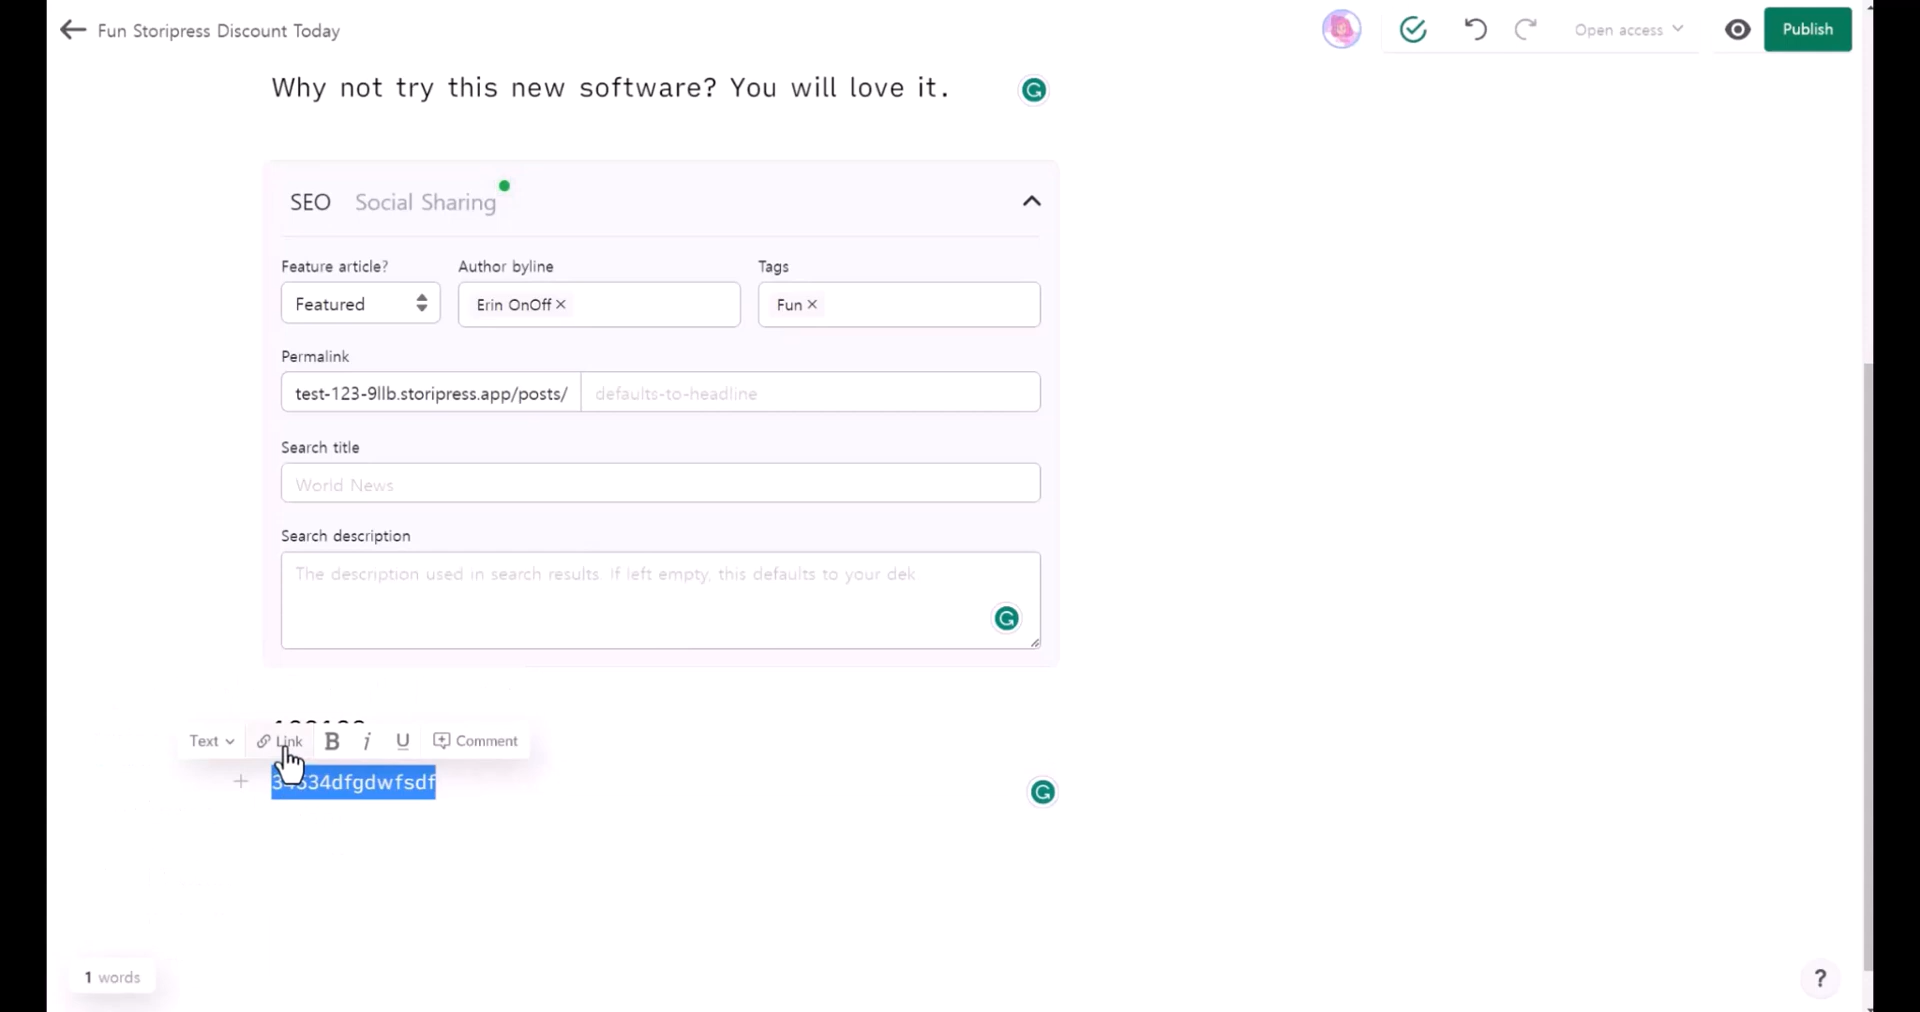 Fun Storipress Discount Today
Open access
Publish
Why not try this new software? You will love it.
SEO Social Sharing
Feature article? Author byline Tags
Featured Erin OnOff × Fun ×
Permalink
test-123-9llb.storipress.app/posts/ defaults-to-headline
Search title
World News
Search description
The description used in search results. If left empty, this defaults to your dek
Text Link B i U Comment
1 words
?